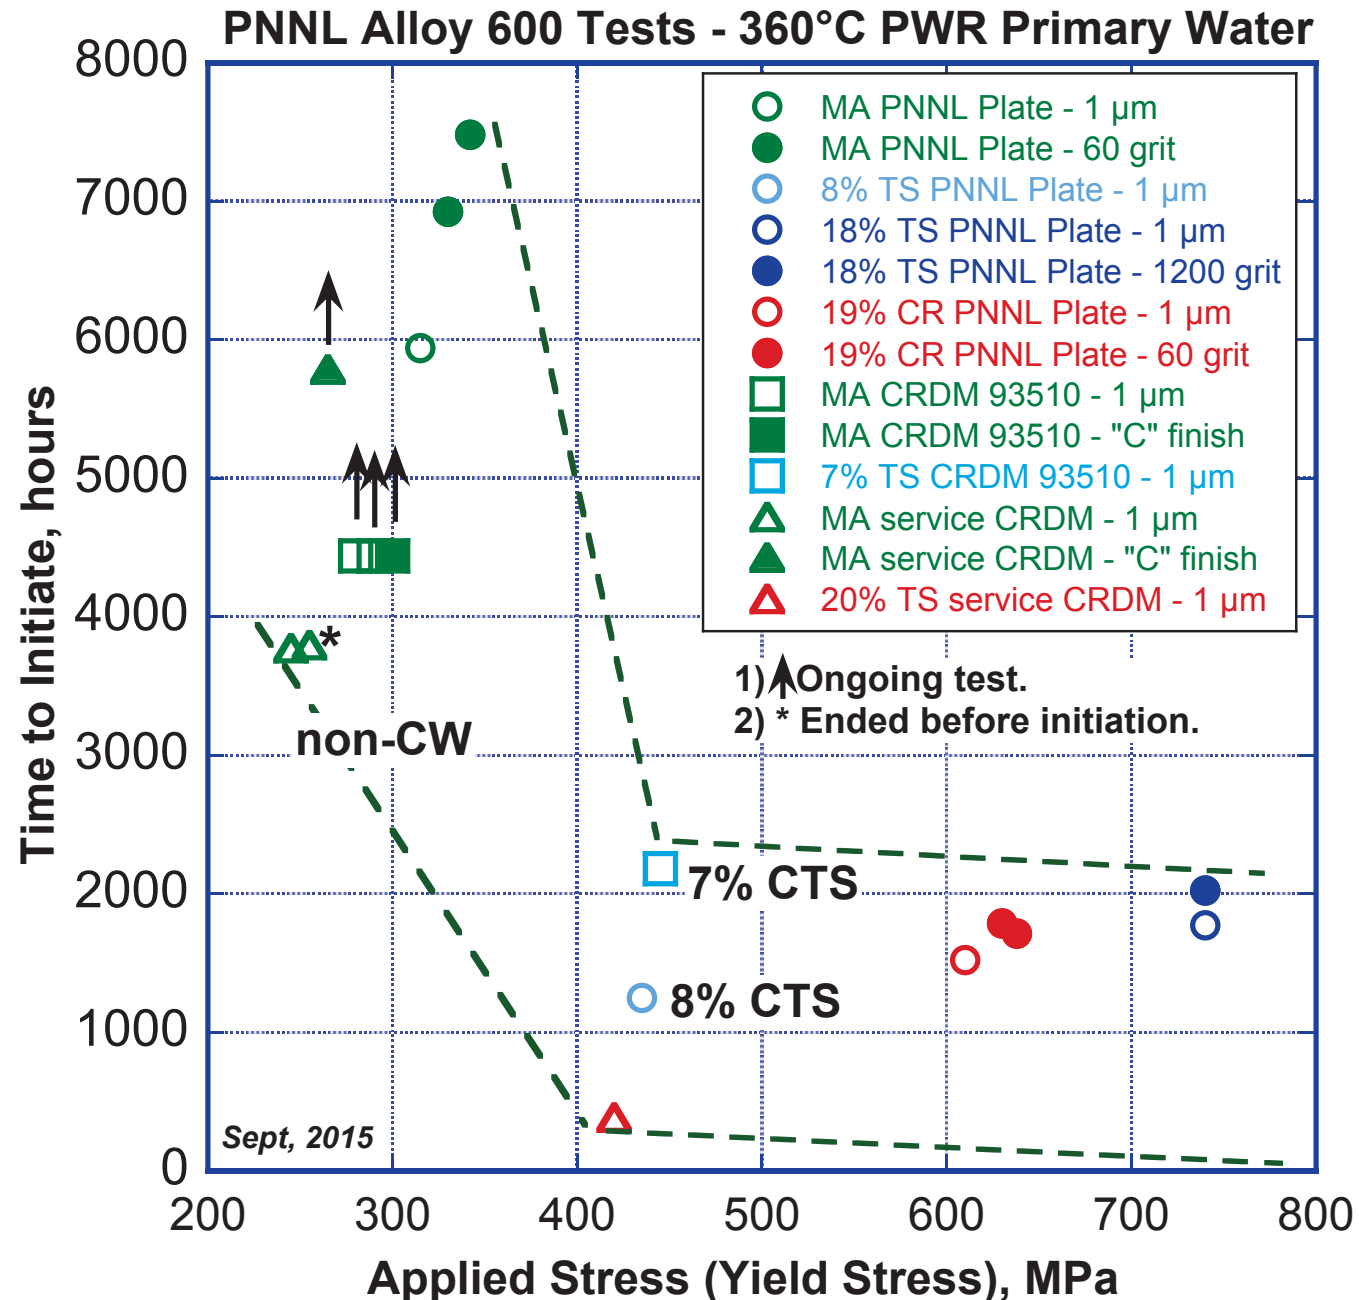 PNNL Alloy 600 Tests - 360°C PWR Primary Water
8000
7000
6000
5000
4000
3000
2000
1000
0
Time to Initiate, hours
MA PNNL Plate - 1 µm
MA PNNL Plate - 60 grit
8% TS PNNL Plate - 1 µm
18% TS PNNL Plate - 1 µm
18% TS PNNL Plate - 1200 grit
19% CR PNNL Plate - 1 µm
19% CR PNNL Plate - 60 grit
MA CRDM 93510 - 1 µm
MA CRDM 93510 - "C" finish
7% TS CRDM 93510 - 1 µm
MA service CRDM - 1 µm
MA service CRDM - "C" finish
20% TS service CRDM - 1 µm
*
1) Ongoing test.
2) * Ended before initiation.
non-CW
7% CTS
8% CTS
Sept, 2015
200 300 400 500 600 700 800
Applied Stress (Yield Stress), MPa